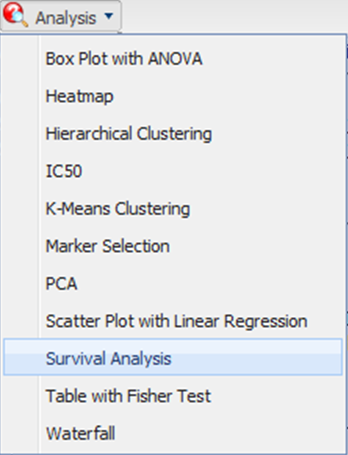 Analysis
Box Plot with ANOVA
Heatmap
Hierarchical Clustering
IC50
K-Means Clustering
Marker Selection
PCA
Scatter Plot with Linear Regression
Survival Analysis
Table with Fisher Test
Waterfall